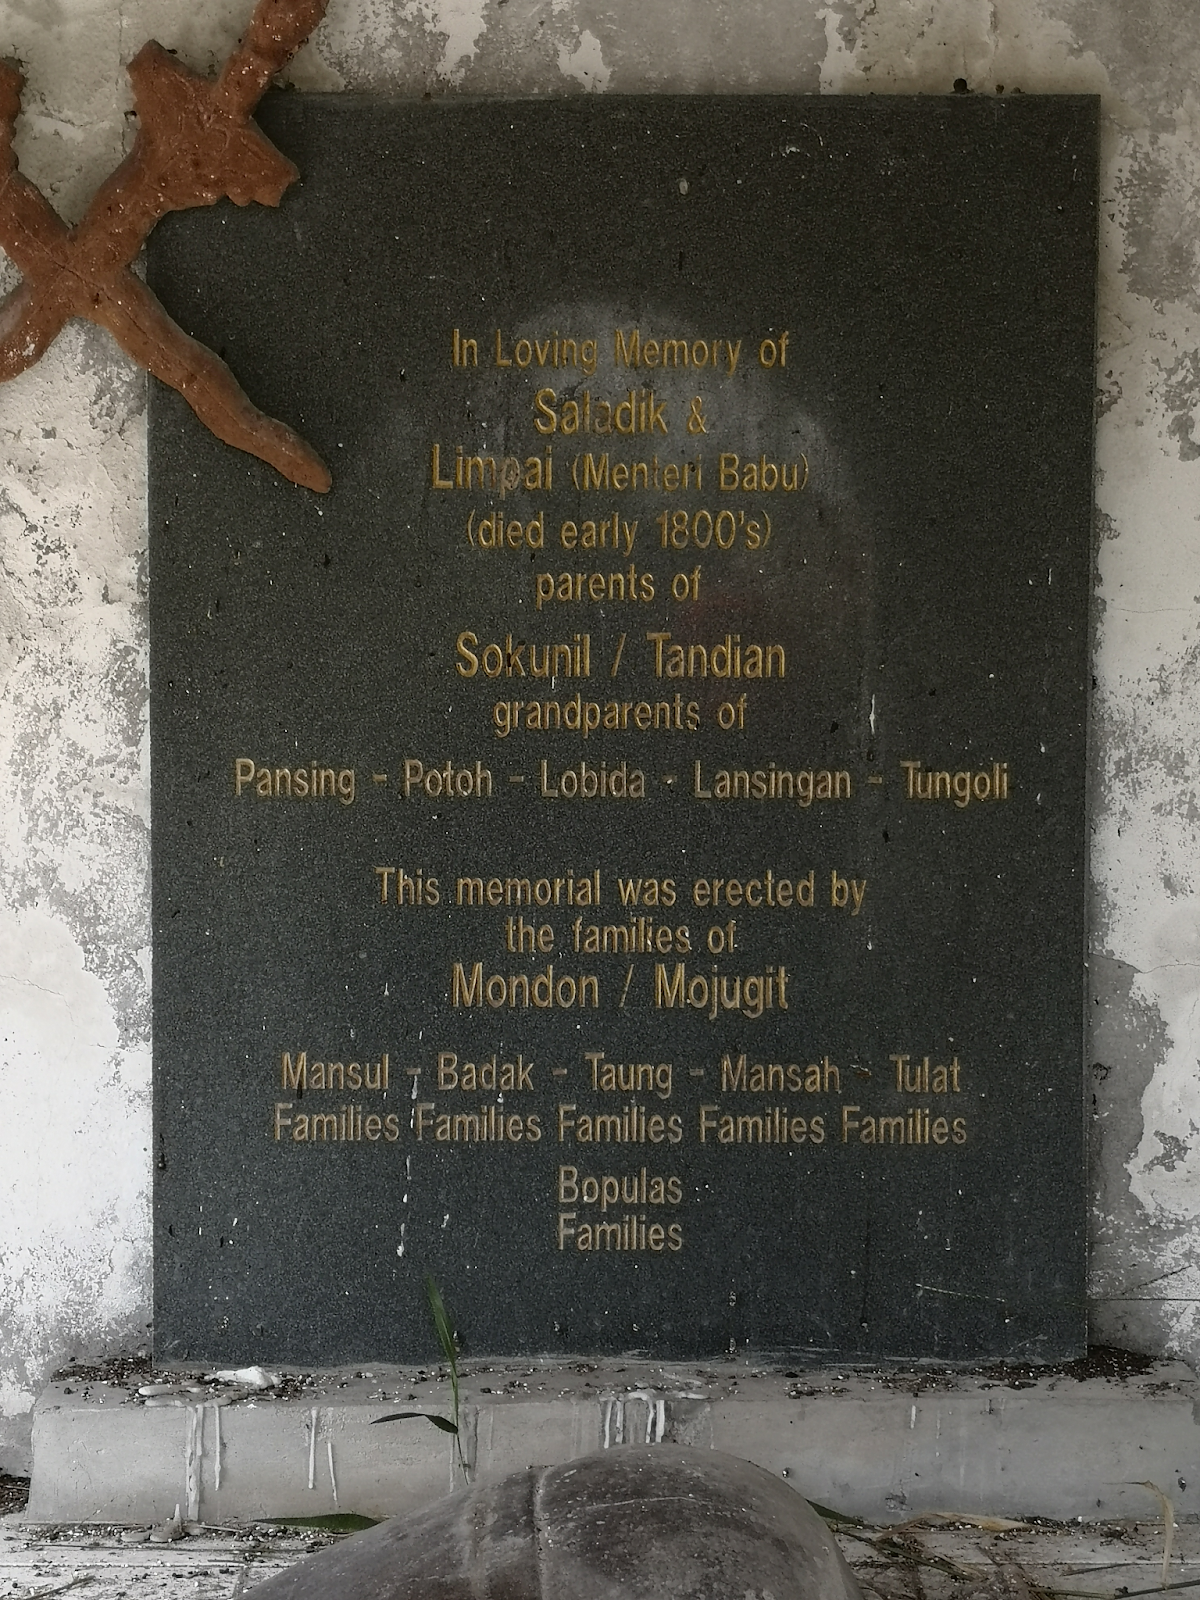 In Loving Memory of
Saladik &
Limpai (Menteri Babu)
(died early 1800's)
parents of
Sokunil / Tandian
grandparents of
Pansing - Potoh - Lobida - Lansingan - Tungoli
This memorial was erected by
the families of
Mondon / Mojugit
Mansul - Badak - Taung - Mansah - Tulat
Families Families Families Families Families
Bopulas
Families